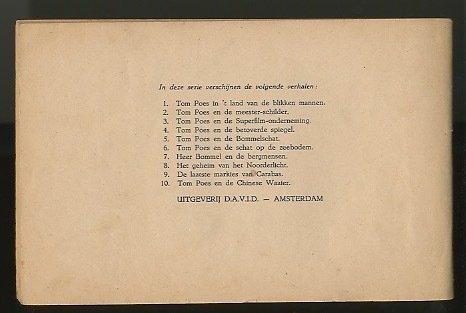 In deze serie verschijnen de volgende verhalen:
1. Tom Poes in 't land van de blikken mannen.
2. Tom Poes en de meester-schilder.
3. Tom Poes en de Superfilm-onderneming.
4. Tom Poes en de betoverde spiegel.
5. Tom Poes en de Bommelschat.
6. Tom Poes en de schat op de zeebodem.
7. Heer Bommel en de bergmensen.
8. Het geheim van het Noorderlicht.
9. De laatste markies van Carabas.
10. Tom Poes en de Chinese Waaier.
UITGEVERIJ D.A.V.I.D. — AMSTERDAM